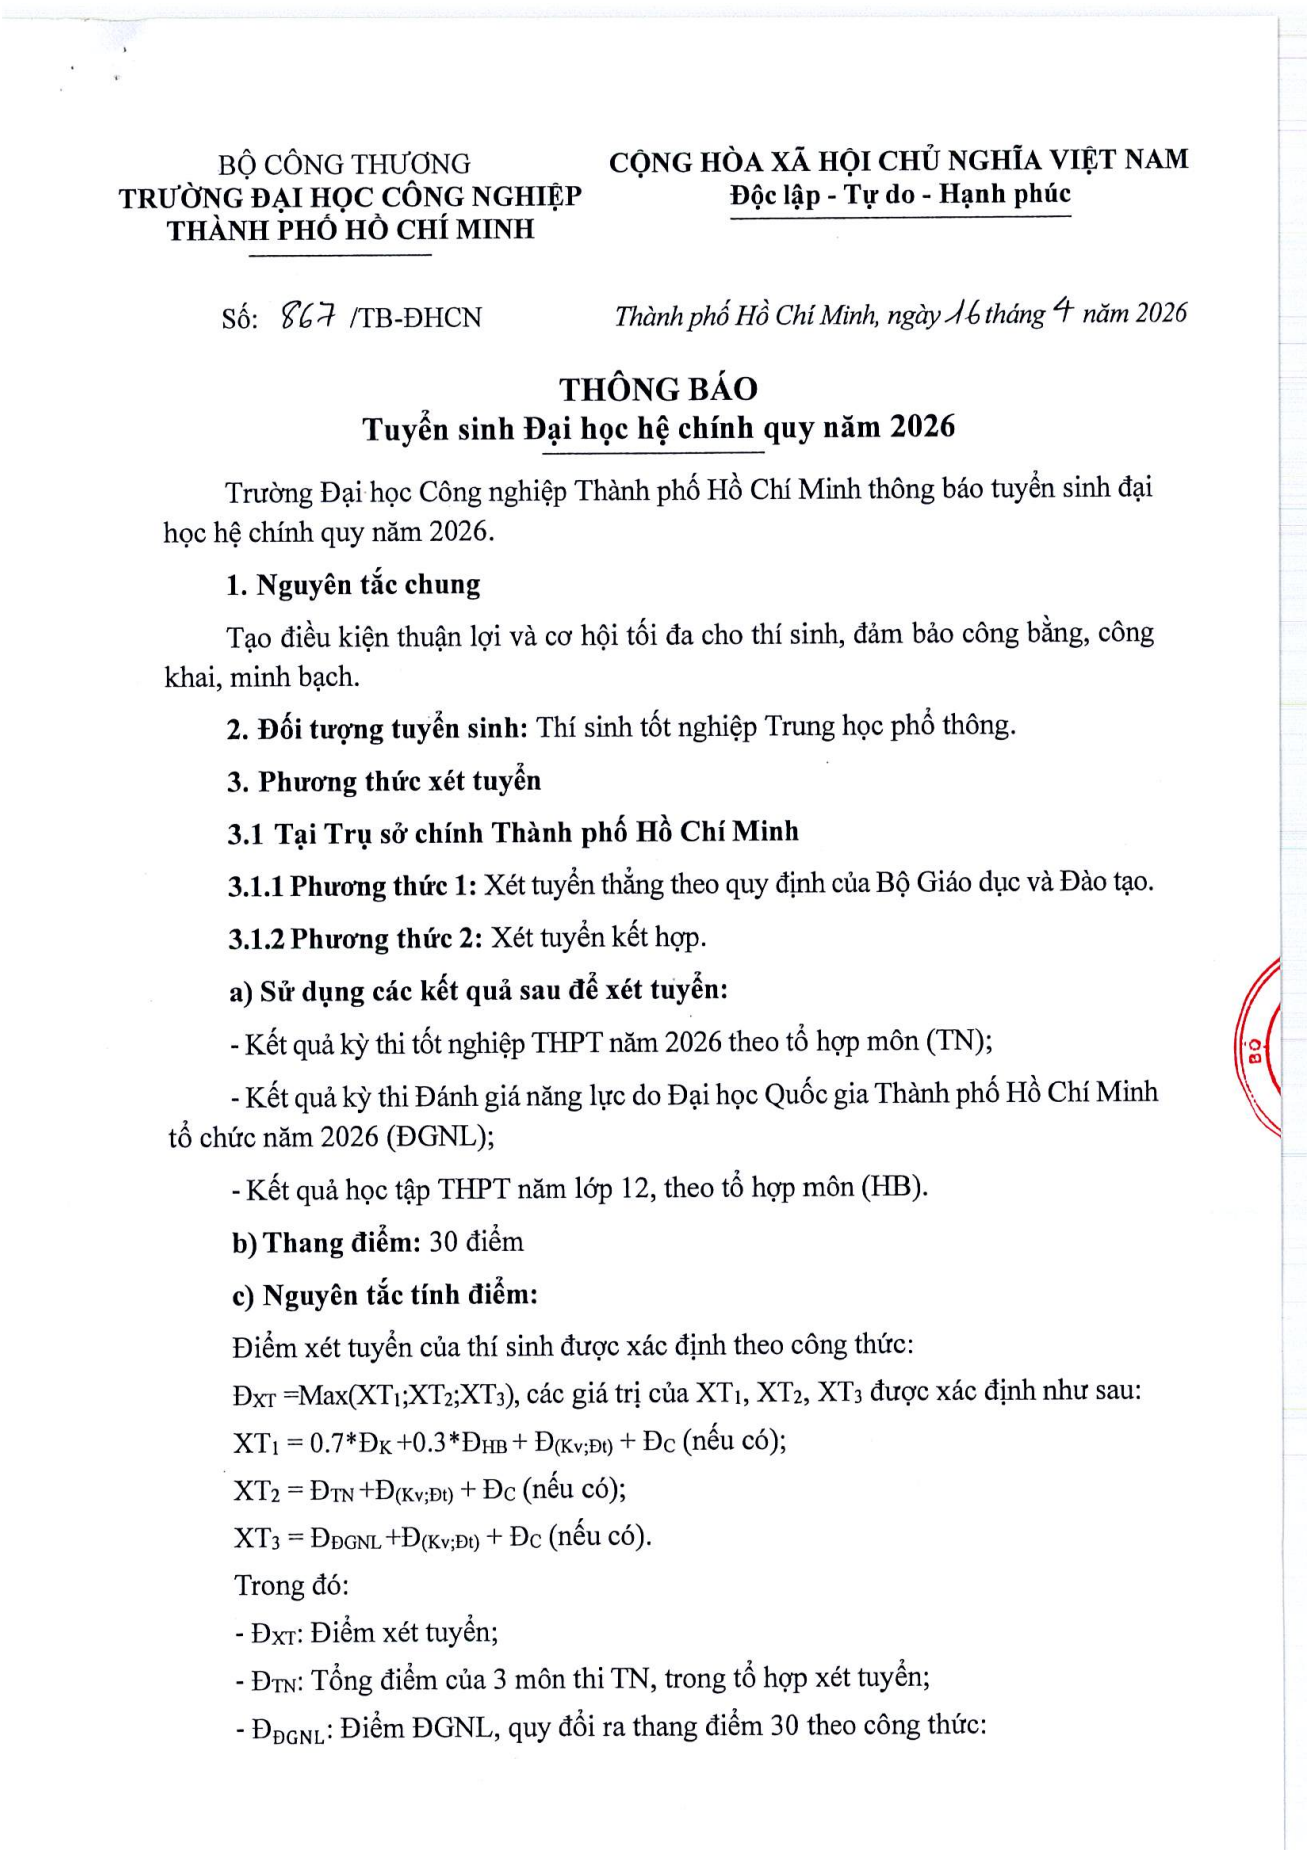 BỘ CÔNG THƯƠNG
TRƯỜNG ĐẠI HỌC CÔNG NGHIỆP
THÀNH PHỐ HỒ CHÍ MINH
CỘNG HÒA XÃ HỘI CHỦ NGHĨA VIỆT NAM
Độc lập - Tự do - Hạnh phúc
Số: 867 /TB-ĐHCN
Thành phố Hồ Chí Minh, ngày 16 tháng 4 năm 2026
THÔNG BÁO
Tuyển sinh Đại học hệ chính quy năm 2026
Trường Đại học Công nghiệp Thành phố Hồ Chí Minh thông báo tuyển sinh đại
học hệ chính quy năm 2026.
1. Nguyên tắc chung
Tạo điều kiện thuận lợi và cơ hội tối đa cho thí sinh, đảm bảo công bằng, công
khai, minh bạch.
2. Đối tượng tuyển sinh: Thí sinh tốt nghiệp Trung học phổ thông.
3. Phương thức xét tuyển
3.1 Tại Trụ sở chính Thành phố Hồ Chí Minh
3.1.1 Phương thức 1: Xét tuyển thẳng theo quy định của Bộ Giáo dục và Đào tạo.
3.1.2 Phương thức 2: Xét tuyển kết hợp.
a) Sử dụng các kết quả sau để xét tuyển:
- Kết quả kỳ thi tốt nghiệp THPT năm 2026 theo tổ hợp môn (TN);
- Kết quả kỳ thi Đánh giá năng lực do Đại học Quốc gia Thành phố Hồ Chí Minh
tổ chức năm 2026 (ĐGNL);
- Kết quả học tập THPT năm lớp 12, theo tổ hợp môn (HB).
b) Thang điểm: 30 điểm
c) Nguyên tắc tính điểm:
Điểm xét tuyển của thí sinh được xác định theo công thức:
ĐXT =Max(XT1;XT2;XT3), các giá trị của XT1, XT2, XT3 được xác định như sau:
XT1 = 0.7*ĐK +0.3*ĐHB + Đ(Kv;Đt) + ĐC (nếu có);
XT2 = ĐTN +Đ(Kv;Đt) + ĐC (nếu có);
XT3 = ĐĐGNL +Đ(Kv;Đt) + ĐC (nếu có).
Trong đó:
- ĐXT: Điểm xét tuyển;
- ĐTN: Tổng điểm của 3 môn thi TN, trong tổ hợp xét tuyển;
- ĐĐGNL: Điểm ĐGNL, quy đổi ra thang điểm 30 theo công thức:
BỘ